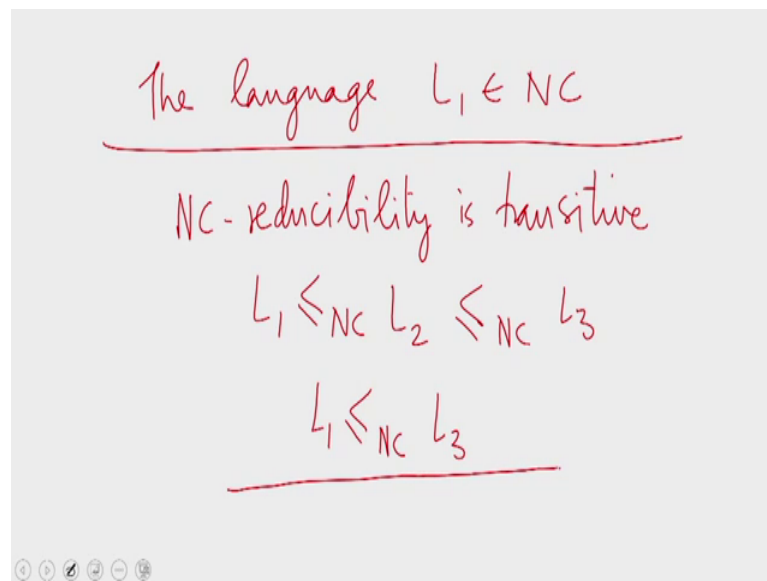 The language L₁ ∈ NC
NC-reducibility is transitive
L₁ ≤ NC L₂ ≤ NC L₃
L₁ ≤ NC L₃